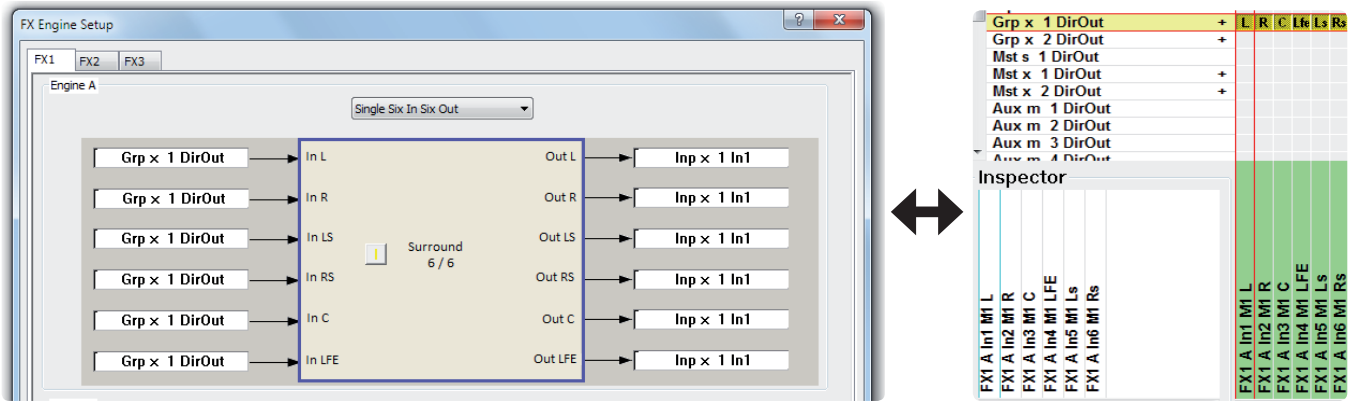 FX Engine Setup
?
X
FX1 FX2 FX3
Engine A
Single Six In Six Out
Grp x 1 DirOut In L Out L Inp x 1 In1
Grp x 1 DirOut In R Out R Inp x 1 In1
Grp x 1 DirOut In LS Out LS Inp x 1 In1
Surround
6 / 6
Grp x 1 DirOut In RS Out RS Inp x 1 In1
Grp x 1 DirOut In C Out C Inp x 1 In1
Grp x 1 DirOut In LFE Out LFE Inp x 1 In1
Grp x 1 DirOut + L R C Lfe Ls Rs
Grp x 2 DirOut +
Mst s 1 DirOut
Mst x 1 DirOut +
Mst x 2 DirOut +
Aux m 1 DirOut
Aux m 2 DirOut
Aux m 3 DirOut
Aux m 4 DirOut
Inspector
FX1 A In1 M1 L
FX1 A In2 M1 R
FX1 A In3 M1 C
FX1 A In4 M1 LFE
FX1 A In5 M1 Ls
FX1 A In6 M1 Rs
FX1 A In1 M1 L
FX1 A In2 M1 R
FX1 A In3 M1 C
FX1 A In4 M1 LFE
FX1 A In5 M1 Ls
FX1 A In6 M1 Rs